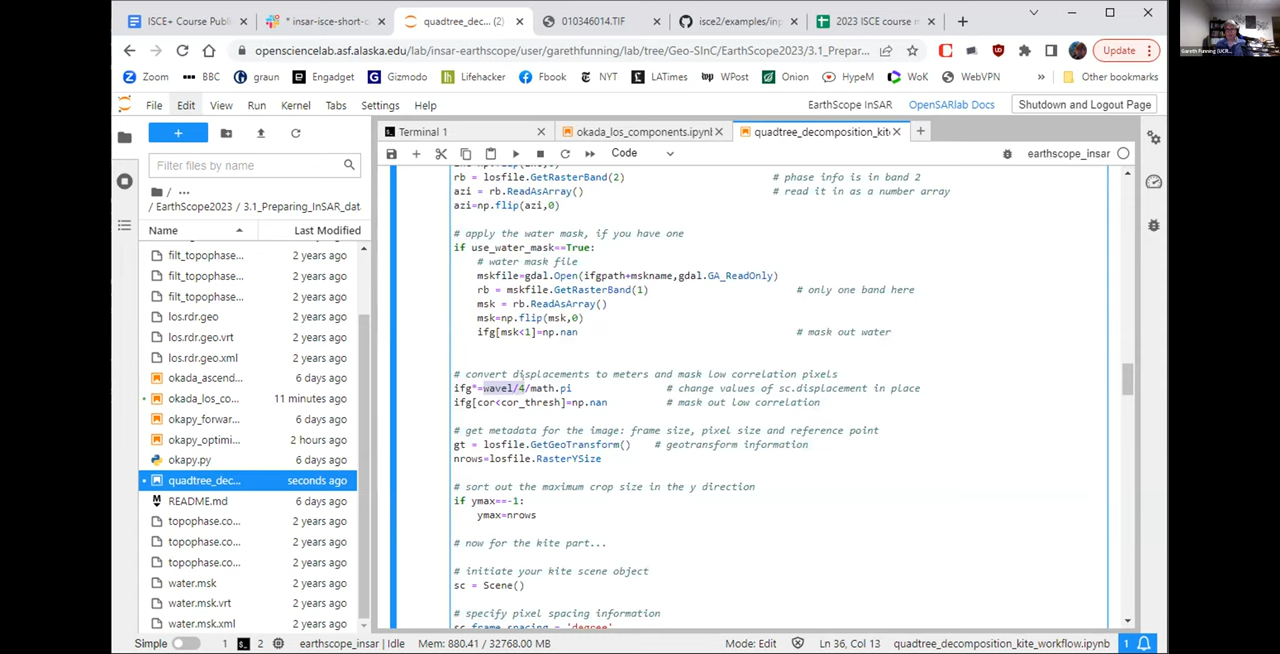 ISCE+ Course Publi
* insar-isce-short-c
quadtree_dec... (2)
010346014.TIF
isce2/examples/inp
2023 ISCE course m
opensciencelab.asf.alaska.edu/lab/insar-earthscope/user/garethfunning/lab/tree/Geo-SInC/EarthScope2023/3.1_Prepar...
Update
Zoom
BBC
graun
Engadget
Gizmodo
Lifehacker
Fbook
NYT
LATimes
WPost
Onion
HypeM
WoK
WebVPN
»
Other bookmarks
File Edit View Run Kernel Tabs Settings Help
EarthScope InSAR
OpenSARlab Docs
Shutdown and Logout Page
Terminal 1
okada_los_components.ipynb
quadtree_decomposition_kite
Filter files by name
Code
earthscope_insar
/ ...
/ EarthScope2023 / 3.1_Preparing_InSAR_data
Name Last Modified
filt_topophase... 2 years ago
filt_topophase... 2 years ago
filt_topophase... 2 years ago
los.rdr.geo 2 years ago
los.rdr.geo.vrt 2 years ago
los.rdr.geo.xml 2 years ago
okada_ascend... 6 days ago
okada_los_co... 11 minutes ago
okapy_forwar... 6 days ago
okapy_optimi... 2 hours ago
okapy.py 6 days ago
quadtree_dec... seconds ago
README.md 6 days ago
topophase.co... 2 years ago
topophase.co... 2 years ago
topophase.co... 2 years ago
water.msk 2 years ago
water.msk.vrt 2 years ago
water.msk.xml 2 years ago
rb = losfile.GetRasterBand(2) # phase info is in band 2
azi = rb.ReadAsArray() # read it in as a number array
azi=np.flip(azi,0)
# apply the water mask, if you have one
if use_water_mask==True:
# water mask file
mskfile=gdal.Open(ifgpath+mskname,gdal.GA_ReadOnly)
rb = mskfile.GetRasterBand(1) # only one band here
msk = rb.ReadAsArray()
msk=np.flip(msk,0)
ifg[msk<1]=np.nan # mask out water
# convert displacements to meters and mask low correlation pixels
ifg*=wavel/4/math.pi # change values of sc.displacement in place
ifg[cor<cor_thresh]=np.nan # mask out low correlation
# get metadata for the image: frame size, pixel size and reference point
gt = losfile.GetGeoTransform() # geotransform information
nrows=losfile.RasterYSize
# sort out the maximum crop size in the y direction
if ymax==-1:
ymax=nrows
# now for the kite part...
# initiate your kite scene object
sc = Scene()
# specify pixel spacing information
sc.frame.spacing = 'degree'
Simple 1 2 earthscope_insar | Idle Mem: 880.41 / 32768.00 MB Mode: Edit Ln 36, Col 13 quadtree_decomposition_kite_workflow.ipynb 1